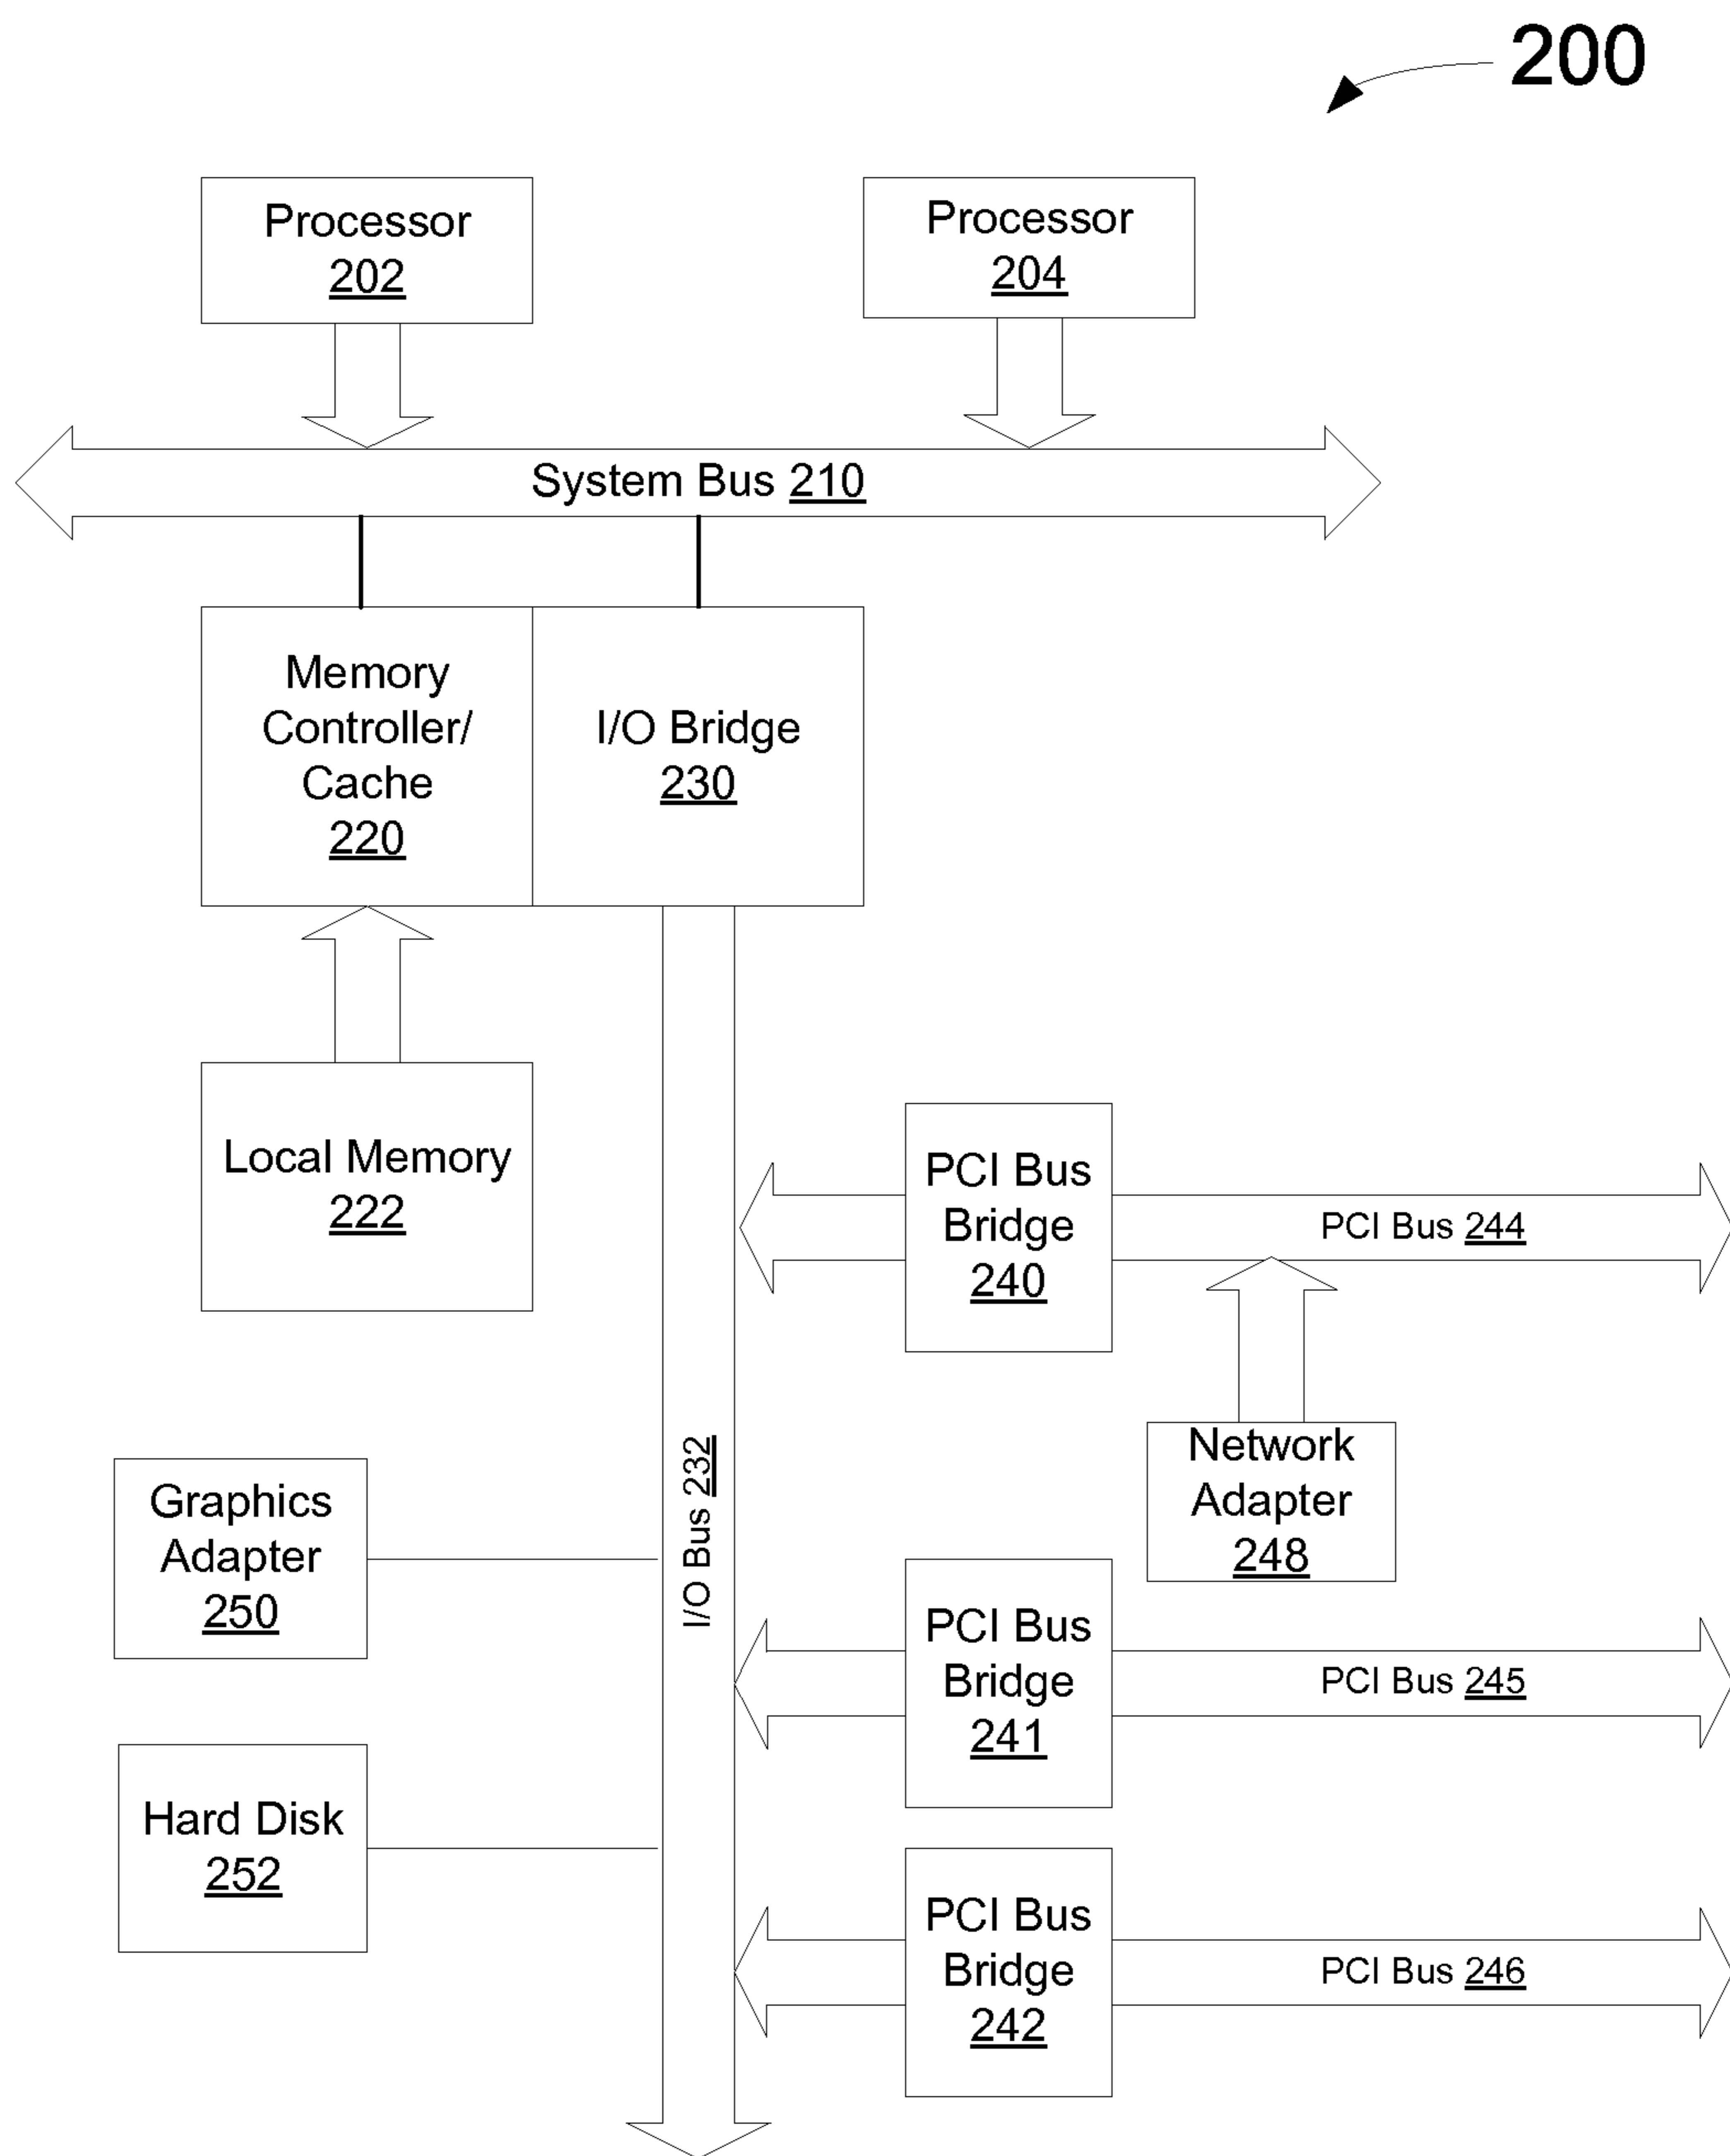 200
Processor
202
Processor
204
System Bus 210
Memory
Controller/
Cache
220
I/O Bridge
230
Local Memory
222
PCI Bus
Bridge
240
PCI Bus 244
Network
Adapter
248
I/O Bus 232
Graphics
Adapter
250
PCI Bus
Bridge
241
PCI Bus 245
Hard Disk
252
PCI Bus
Bridge
242
PCI Bus 246